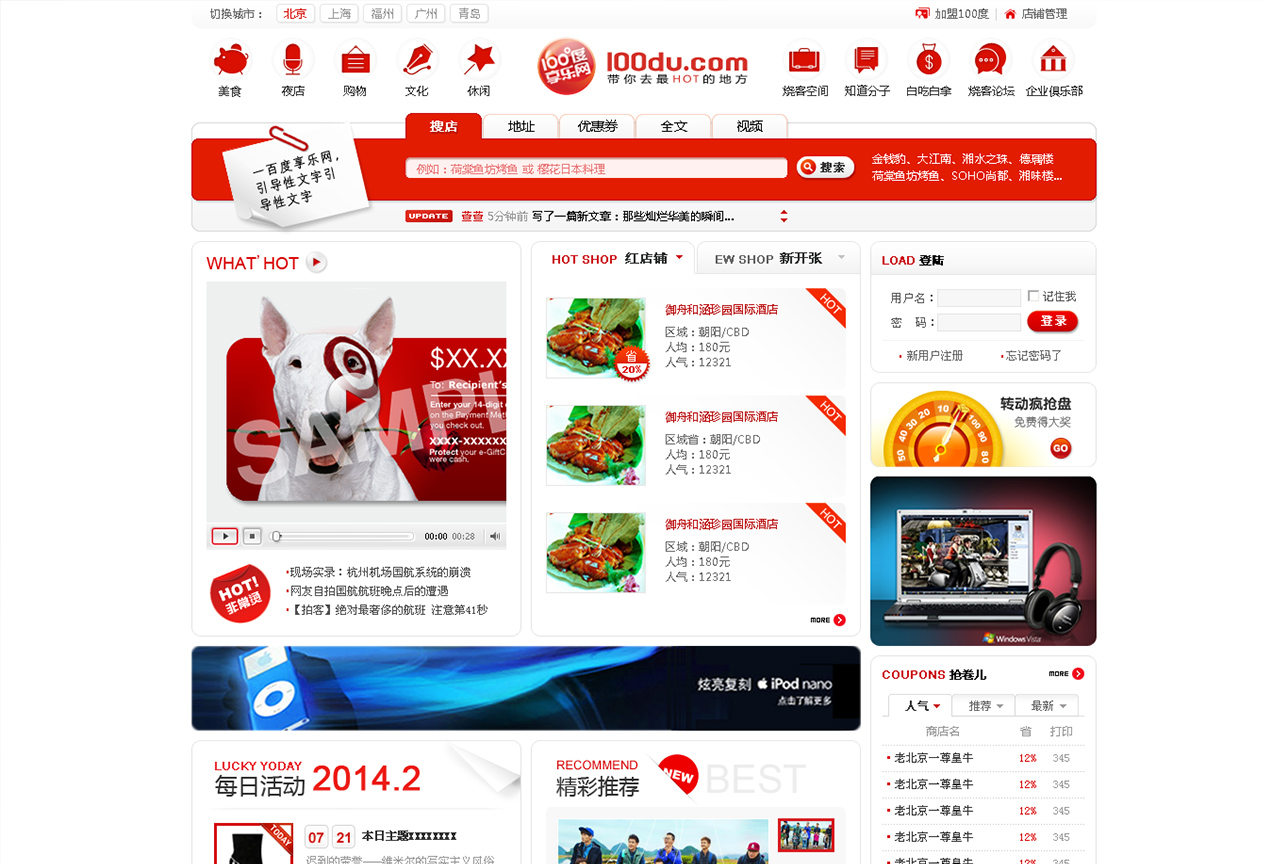 切换城市：
北京
上海
福州
广州
青岛
加盟100度
店铺管理
美食
夜店
购物
文化
休闲
100度
享乐网
100du.com
带你去最HOT的地方
烧客空间
知道分子
白吃白拿
烧客论坛
企业俱乐部
搜店
地址
优惠券
全文
视频
一百度享乐网，
引导性文字引
导性文字
例如：荷棠鱼坊烤鱼 或 樱花日本料理
搜索
金钱豹、大江南、湘水之珠、德瑀楼
荷棠鱼坊烤鱼、SOHO尚都、湘味楼...
UPDATE
萱萱 5分钟前 写了一篇新文章：那些灿烂华美的瞬间...
WHAT' HOT
$XX.X
To: Recipient's
Enter your 14-digit
on the Payment Met
you check out.
XXXX-XXXXXX
Protect your e-GiftC
were cash.
SAMPL
00:00 00:28
HOT!
非常烫
·现场实录：杭州机场国航系统的崩溃
·网友自拍国航航班晚点后的遭遇
·【拍客】绝对最奢侈的航班 注意第41秒
HOT SHOP 红店铺
EW SHOP 新开张
HOT
御舟和涵珍园国际酒店
区域：朝阳/CBD
人均：180元
人气：12321
省
20%
HOT
御舟和涵珍园国际酒店
区域省：朝阳/CBD
人均：180元
人气：12321
HOT
御舟和涵珍园国际酒店
区域：朝阳/CBD
人均：180元
人气：12321
MORE
LOAD 登陆
用户名：
记住我
密 码：
登录
·新用户注册
·忘记密码了
50 40 30 20 10 100 90 80
转动疯抢盘
免费得大奖
GO
Windows Vista
炫亮复刻 iPod nano
点击了解更多
COUPONS 抢卷儿
MORE
人气
推荐
最新
商店名 省 打印
·老北京一尊皇牛 12% 345
·老北京一尊皇牛 12% 345
·老北京一尊皇牛 12% 345
·老北京一尊皇牛 12% 345
LUCKY YODAY
每日活动 2014.2
TODAY
07 21 本日主题xxxxxxxx
RECOMMEND
精彩推荐
NEW
BEST